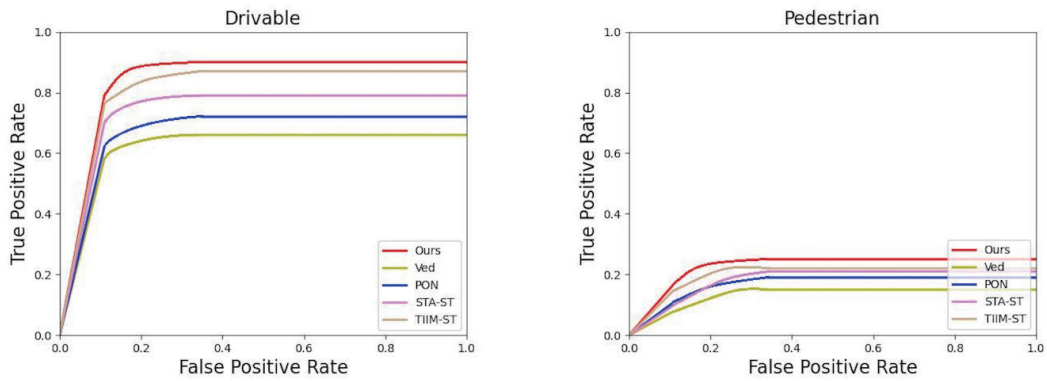 Drivable
True Positive Rate
1.0
0.8
0.6
0.4
0.2
0.0
0.0 0.2 0.4 0.6 0.8 1.0
False Positive Rate
Ours
Ved
PON
STA-ST
TIIM-ST
Pedestrian
True Positive Rate
1.0
0.8
0.6
0.4
0.2
0.0
0.0 0.2 0.4 0.6 0.8 1.0
False Positive Rate
Ours
Ved
PON
STA-ST
TIIM-ST